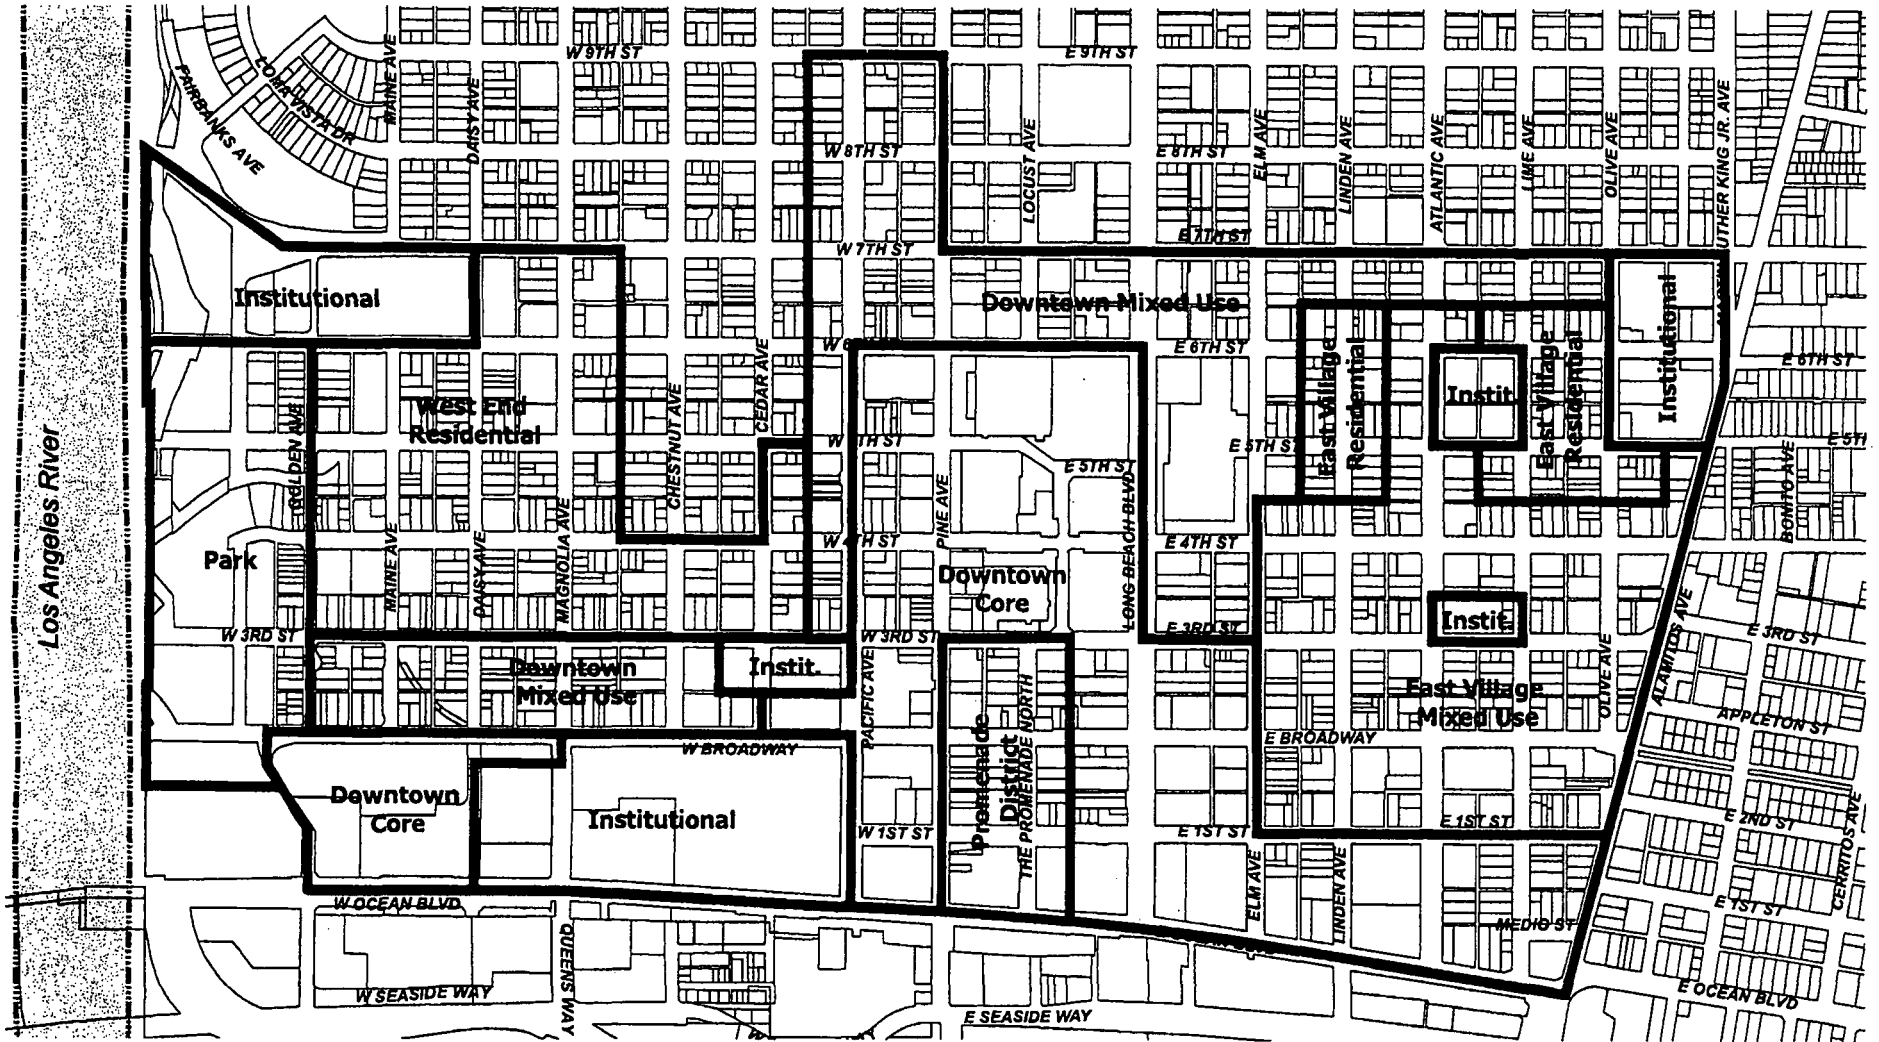 W 9TH ST
E 9TH ST
LOMA VISTA DR
FAIRBANKS AVE
MAINE AVE
DAISY AVE
W 8TH ST
LOCUST AVE
E 8TH ST
ELM AVE
LINDEN AVE
ATLANTIC AVE
LIME AVE
OLIVE AVE
UTHER KING JR. AVE
W 7TH ST
E 7TH ST
Institutional
Downtown Mixed Use
Institutional
E 6TH ST
E 6TH ST
CEDAR AVE
East Village
Residential
Instit.
East Village
Residential
West End
Residential
CHESTNUT AVE
GOLDEN AVE
TH ST
E 5TH ST
E 5TH ST
E 5TH
BONITO AVE
Los Angeles River
PINE AVE
LONG BEACH BLVD
MAINE AVE
DAISY AVE
MAGNOLIA AVE
W 4TH ST
E 4TH ST
Park
Downtown
Core
Instit.
W 3RD ST
W 3RD ST
E 3RD ST
E 3RD ST
ALAMITOS AVE
OLIVE AVE
Downtown
Mixed Use
Instit.
PACIFIC AVE
Promenade
District
THE PROMENADE NORTH
East Village
Mixed Use
APPLETON ST
W BROADWAY
E BROADWAY
Downtown
Core
Institutional
W 1ST ST
E 1ST ST
E 1ST ST
E 2ND ST
CERRITOS AVE
ELM AVE
LINDEN AVE
W OCEAN BLVD
E 1ST ST
MEDIO ST
QUEENS WAY
W SEASIDE WAY
E SEASIDE WAY
E OCEAN BLVD